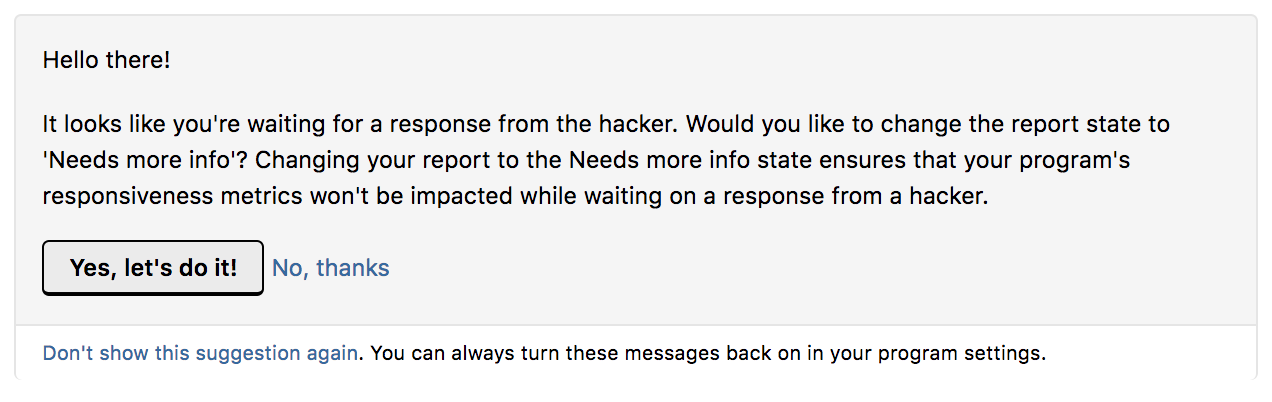 Hello there!
It looks like you're waiting for a response from the hacker. Would you like to change the report state to
'Needs more info'? Changing your report to the Needs more info state ensures that your program's
responsiveness metrics won't be impacted while waiting on a response from a hacker.
Yes, let's do it! No, thanks
Don't show this suggestion again. You can always turn these messages back on in your program settings.